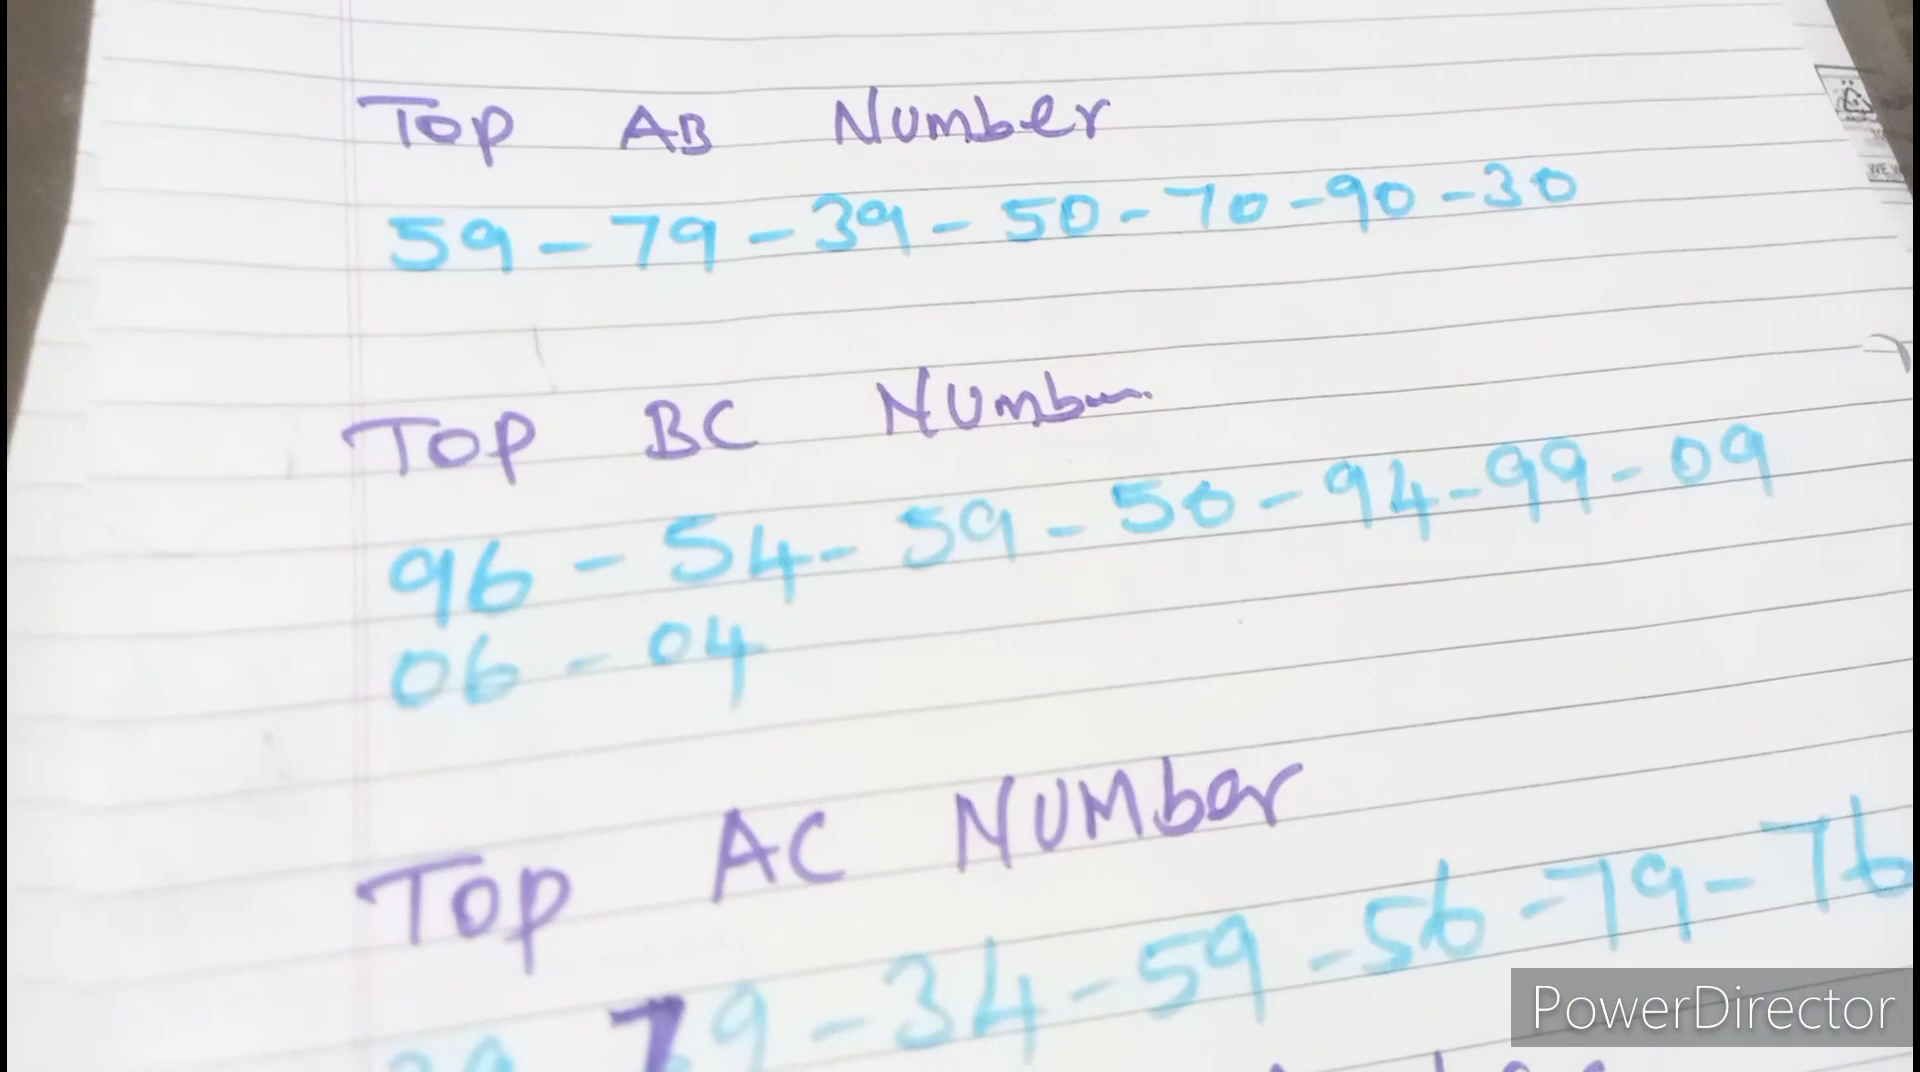 Top AB Number
59 - 79 - 39 - 50 - 70 - 90 - 30
TOP BC Number
96 - 54 - 59 - 50 - 94 - 99 - 09
06 - 04
Top AC NUMber
79 - 34 - 59 - 56 - 79 - 76
PowerDirector